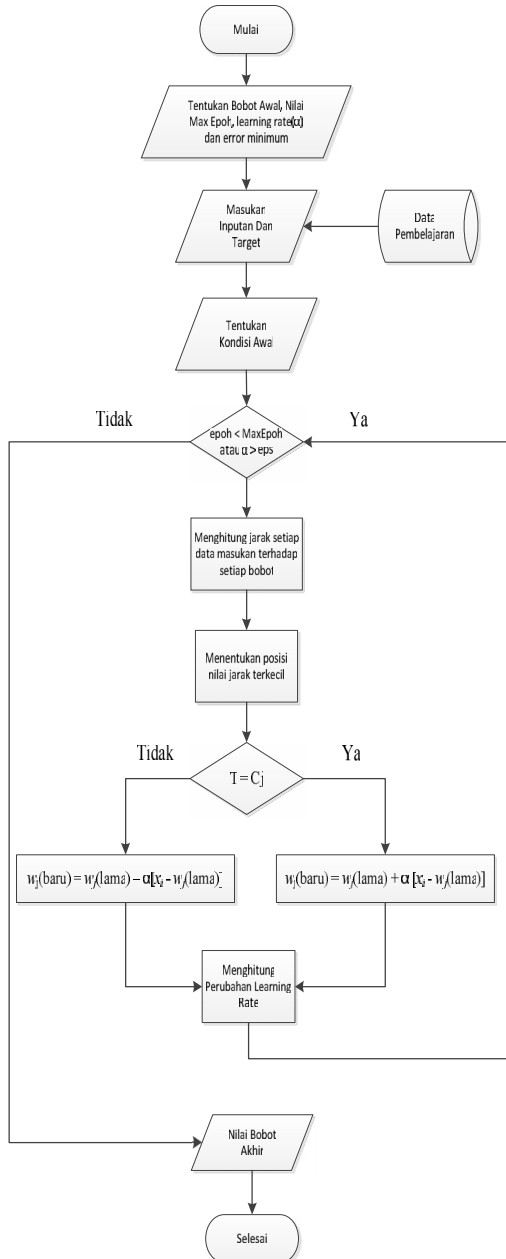 Mulai
Tentukan Bobot Awal, Nilai
Max Epoh, learning rate(α)
dan error minimum
Masukan
Inputan Dan
Target
Data
Pembelajaran
Tentukan
Kondisi Awal
Tidak
Ya
epoh < MaxEpoh
atau α > eps
Menghitung jarak setiap
data masukan terhadap
setiap bobot
Menentukan posisi
nilai jarak terkecil
Tidak
Ya
T = Cj
wj(baru) = wj(lama) – α[xi - wj(lama)]
wj(baru) = wj(lama) + α [xi - wj(lama)]
Menghitung
Perubahan Learning
Rate
Nilai Bobot
Akhir
Selesai